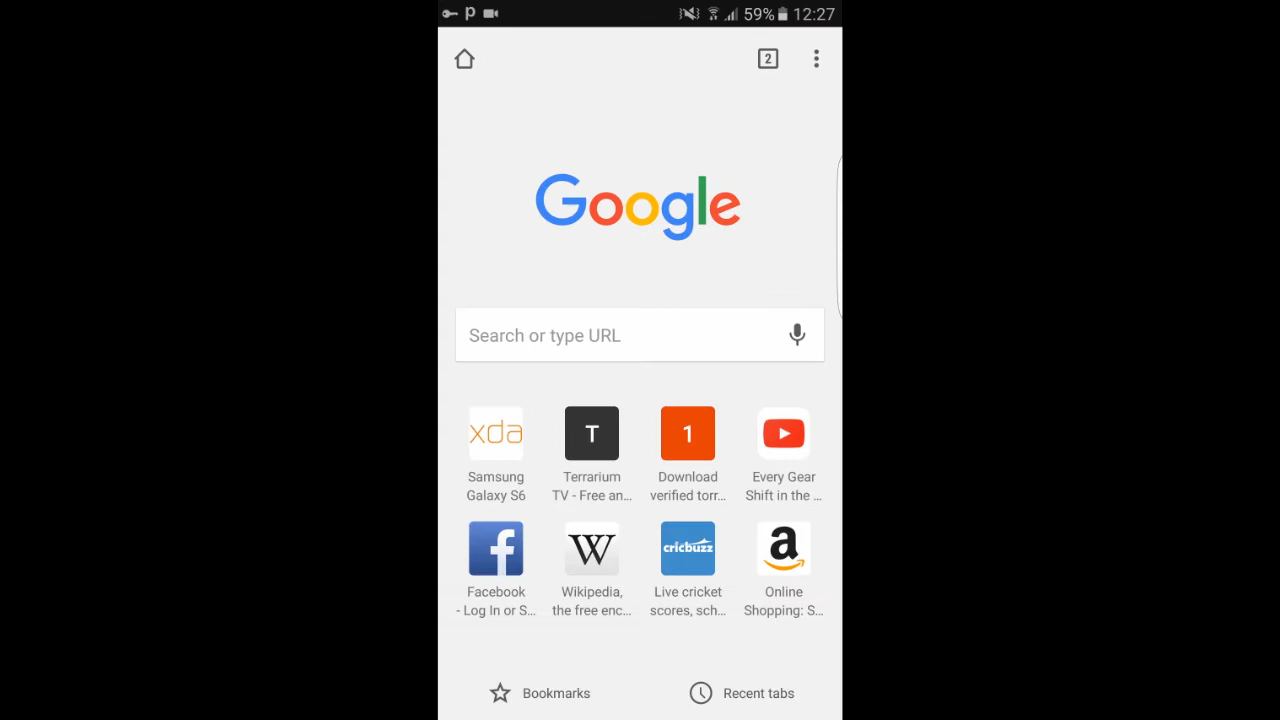 59% 12:27
2
Google
Search or type URL
xda T 1
Samsung Galaxy S6
Terrarium TV - Free an...
Download verified torr...
Every Gear Shift in the ...
f W cricbuzz a
Facebook - Log In or S...
Wikipedia, the free enc...
Live cricket scores, sch...
Online Shopping: S...
Bookmarks Recent tabs